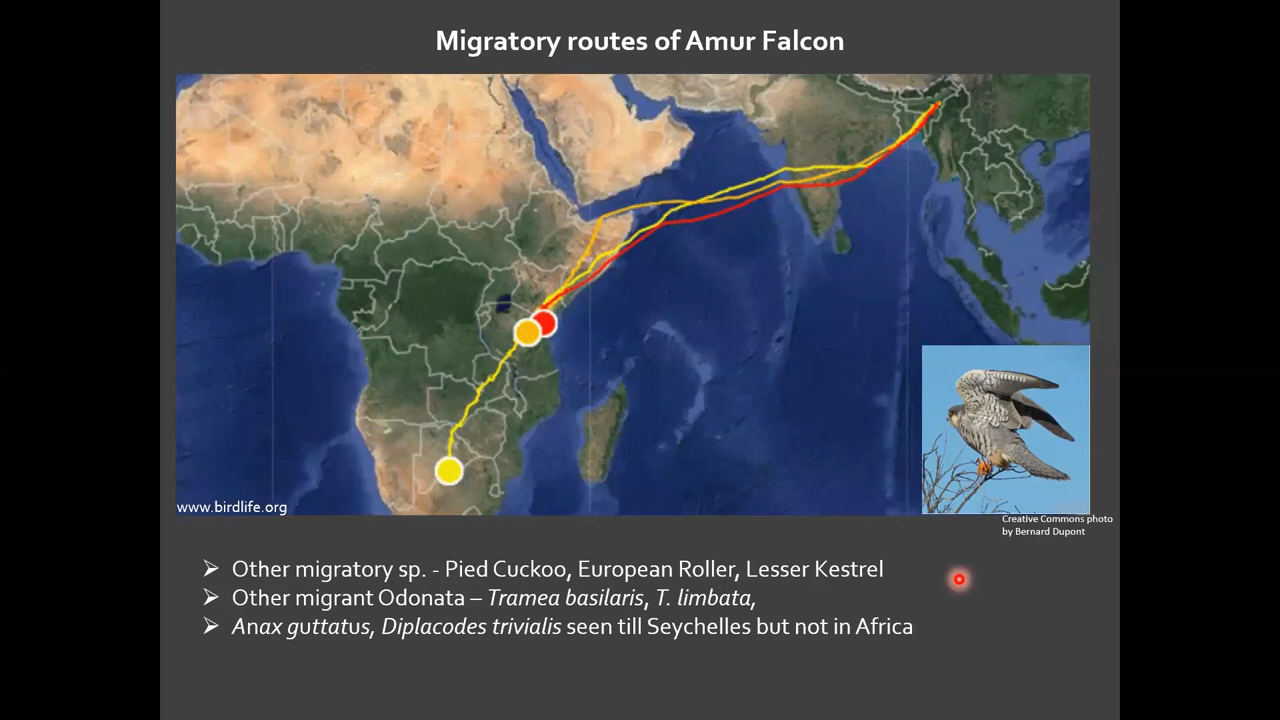 Migratory routes of Amur Falcon
www.birdlife.org
Creative Commons photo
by Bernard Dupont
➢ Other migratory sp. - Pied Cuckoo, European Roller, Lesser Kestrel
➢ Other migrant Odonata – Tramea basilaris, T. limbata,
➢ Anax guttatus, Diplacodes trivialis seen till Seychelles but not in Africa